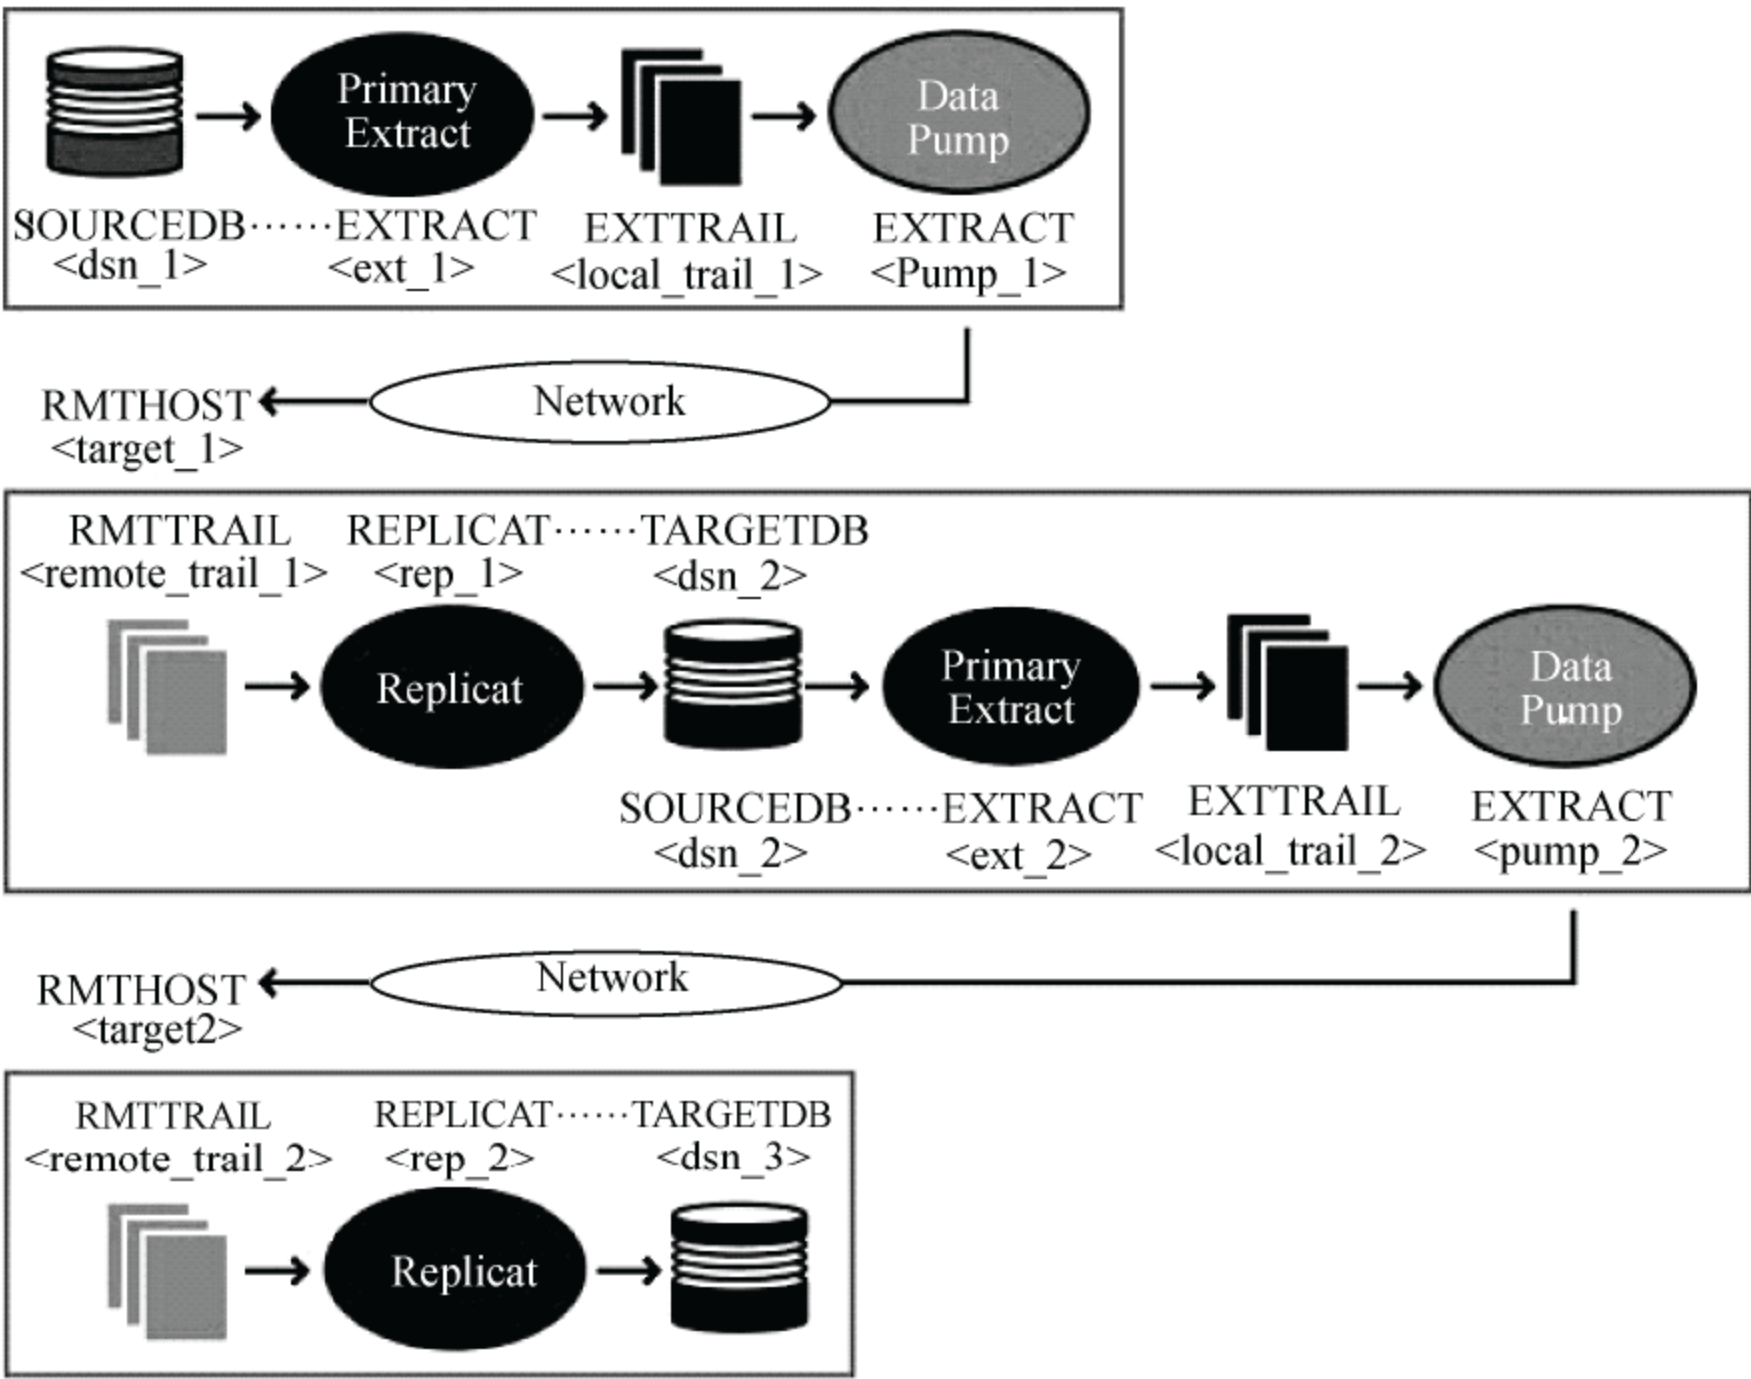 Primary
Extract
Data
Pump
SOURCEDB······EXTRACT
EXTTRAIL
EXTRACT
<dsn_1>
<ext_1>
<local_trail_1>
<Pump_1>
RMTHOST
<target_1>
Network
RMTTRAIL
REPLICAT······TARGETDB
<remote_trail_1>
<rep_1>
<dsn_2>
Replicat
Primary
Extract
Data
Pump
SOURCEDB······EXTRACT
EXTTRAIL
EXTRACT
<dsn_2>
<ext_2>
<local_trail_2>
<pump_2>
RMTHOST
<target2>
Network
RMTTRAIL
REPLICAT······TARGETDB
<remote_trail_2>
<rep_2>
<dsn_3>
Replicat